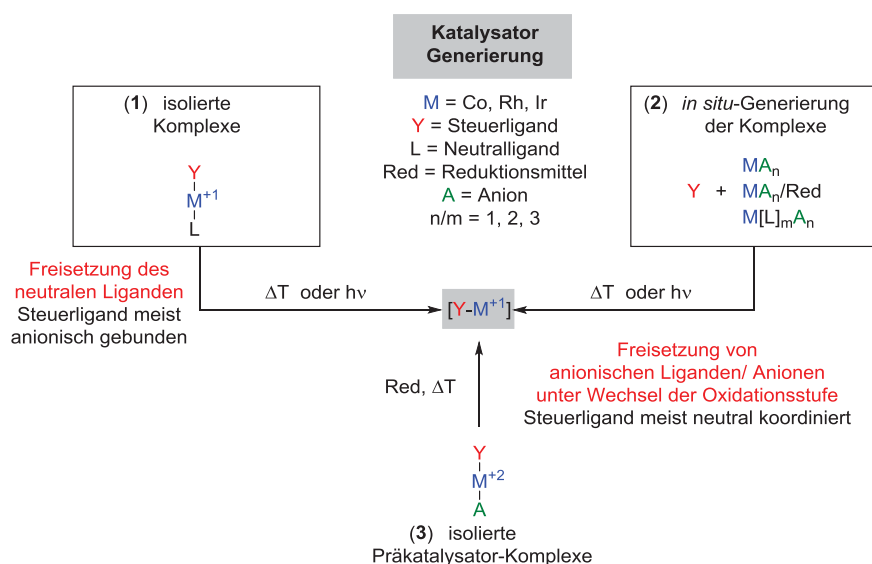 Katalysator
Generierung
(1) isolierte
Komplexe
Y
M+1
L
M = Co, Rh, Ir
Y = Steuerligand
L = Neutralligand
Red = Reduktionsmittel
A = Anion
n/m = 1, 2, 3
(2) in situ-Generierung
der Komplexe
MAn
Y + MAn/Red
M[L]mAn
Freisetzung des
neutralen Liganden
Steuerligand meist
anionisch gebunden
ΔT oder hν
[Y-M+1]
ΔT oder hν
Freisetzung von
anionischen Liganden/ Anionen
unter Wechsel der Oxidationsstufe
Steuerligand meist neutral koordiniert
Red, ΔT
Y
M+2
A
(3) isolierte
Präkatalysator-Komplexe